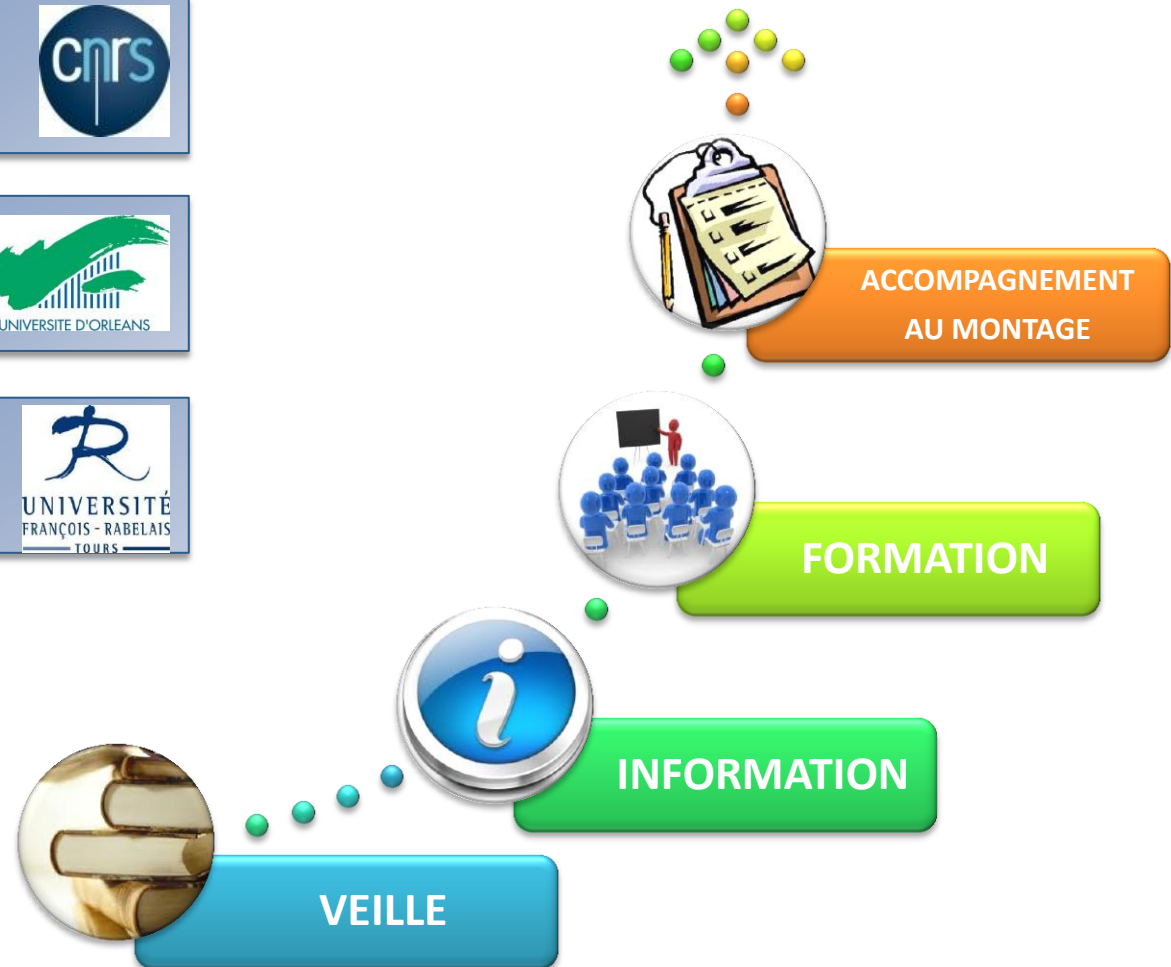 cnrs
UNIVERSITE D'ORLEANS
UNIVERSITÉ
FRANÇOIS - RABELAIS
TOURS
ACCOMPAGNEMENT
AU MONTAGE
FORMATION
i
INFORMATION
VEILLE